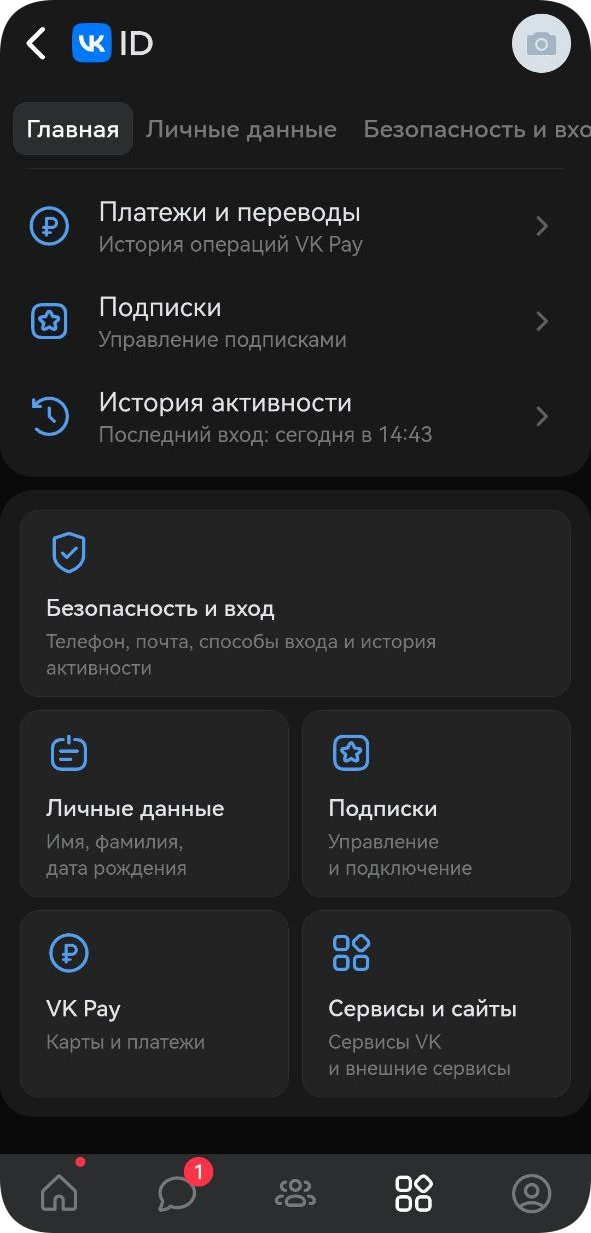 VK ID
Главная Личные данные Безопасность и вхо
Платежи и переводы
История операций VK Pay
Подписки
Управление подписками
История активности
Последний вход: сегодня в 14:43
Безопасность и вход
Телефон, почта, способы входа и история
активности
Личные данные
Имя, фамилия,
дата рождения
Подписки
Управление
и подключение
VK Pay
Карты и платежи
Сервисы и сайты
Сервисы VK
и внешние сервисы
1